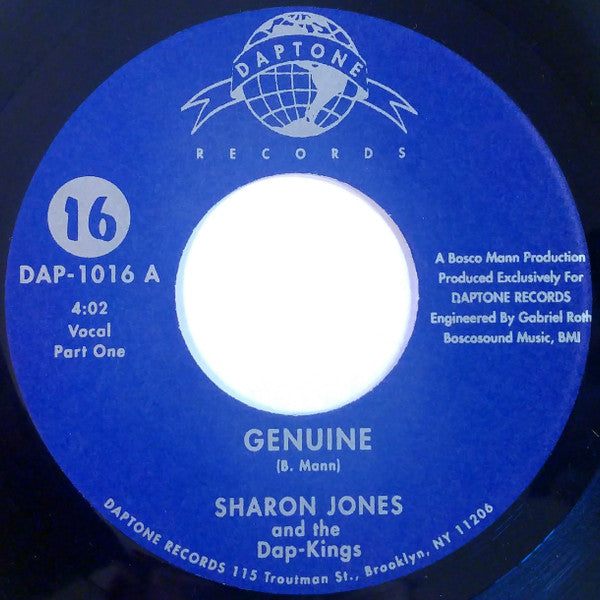 DAPTONE
RECORDS
16
DAP-1016 A
4:02
Vocal
Part One
A Bosco Mann Production
Produced Exclusively For
DAPTONE RECORDS
Engineered By Gabriel Roth
Boscosound Music, BMI
GENUINE
(B. Mann)
SHARON JONES
and the
Dap-Kings
DAPTONE RECORDS 115 Troutman St., Brooklyn, NY 11206